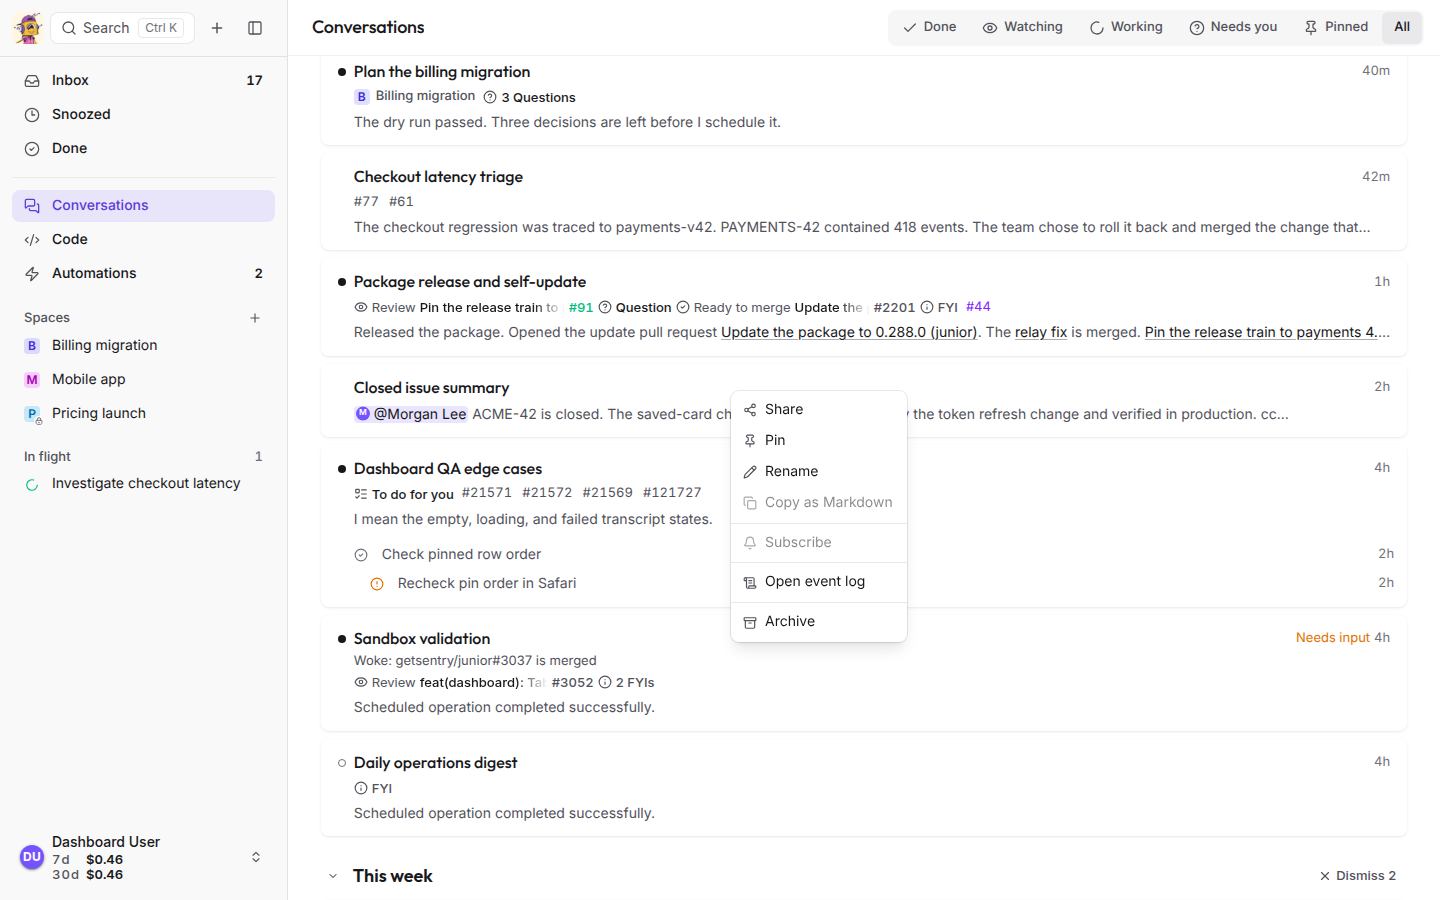 Search Ctrl K
Inbox 17
Snoozed
Done
Conversations
Code
Automations 2
Spaces
B Billing migration
M Mobile app
P Pricing launch
In flight 1
Investigate checkout latency
DU Dashboard User
7d $0.46
30d $0.46
Conversations
Done Watching Working Needs you Pinned All
Plan the billing migration 40m
B Billing migration 3 Questions
The dry run passed. Three decisions are left before I schedule it.
Checkout latency triage 42m
#77 #61
The checkout regression was traced to payments-v42. PAYMENTS-42 contained 418 events. The team chose to roll it back and merged the change that...
Package release and self-update 1h
Review Pin the release train to #91 Question Ready to merge Update the #2201 FYI #44
Released the package. Opened the update pull request Update the package to 0.288.0 (junior). The relay fix is merged. Pin the release train to payments 4....
Closed issue summary 2h
M @Morgan Lee ACME-42 is closed. The saved-card ch
the token refresh change and verified in production. cc...
Share
Pin
Rename
Copy as Markdown
Subscribe
Open event log
Archive
Dashboard QA edge cases 4h
To do for you #21571 #21572 #21569 #121727
I mean the empty, loading, and failed transcript states.
Check pinned row order 2h
Recheck pin order in Safari 2h
Sandbox validation Needs input 4h
Woke: getsentry/junior#3037 is merged
Review feat(dashboard): Tal #3052 2 FYIs
Scheduled operation completed successfully.
Daily operations digest 4h
FYI
Scheduled operation completed successfully.
This week Dismiss 2